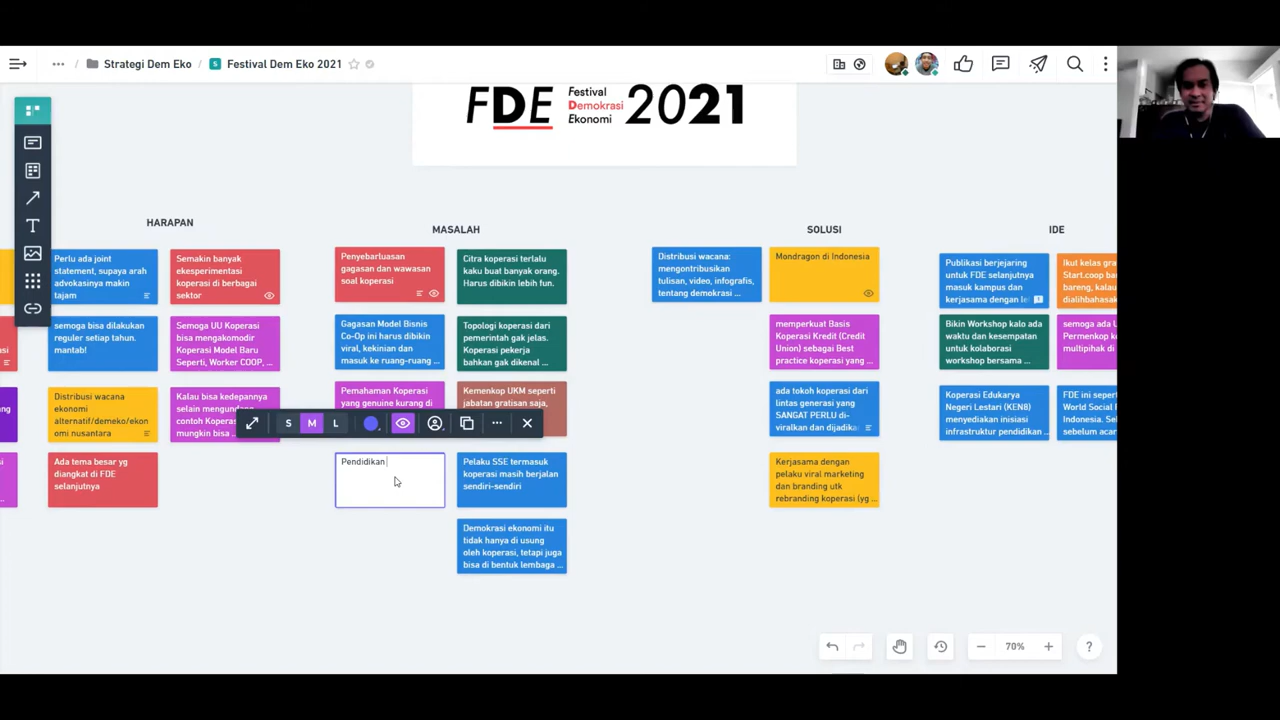 Strategi Dem Eko / Festival Dem Eko 2021
FDE Festival Demokrasi Ekonomi 2021
HARAPAN
Perlu ada joint
statement, supaya arah
advokasinya makin
tajam
Semakin banyak
eksperimentasi
koperasi di berbagai
sektor
semoga bisa dilakukan
reguler setiap tahun.
mantab!
Semoga UU Koperasi
bisa mengakomodir
Koperasi Model Baru
Seperti, Worker COOP, ...
Distribusi wacana
ekonomi
alternatif/demeko/ekon
omi nusantara
Kalau bisa kedepannya
selain mengundang
contoh Koperasi
mungkin bisa ...
Ada tema besar yg
diangkat di FDE
selanjutnya
MASALAH
Penyebarluasan
gagasan dan wawasan
soal koperasi
Citra koperasi terlalu
kaku buat banyak orang.
Harus dibikin lebih fun.
Gagasan Model Bisnis
Co-Op ini harus dibikin
viral, kekinian dan
masuk ke ruang-ruang ...
Topologi koperasi dari
pemerintah gak jelas.
Koperasi pekerja
bahkan gak dikenal ...
Pemahaman Koperasi
yang genuine kurang di
Kemenkop UKM seperti
jabatan gratisan saja,
S M L
Pendidikan
Pelaku SSE termasuk
koperasi masih berjalan
sendiri-sendiri
Demokrasi ekonomi itu
tidak hanya di usung
oleh koperasi, tetapi juga
bisa di bentuk lembaga ...
SOLUSI
Distribusi wacana:
mengontribusikan
tulisan, video, infografis,
tentang demokrasi ...
Mondragon di Indonesia
memperkuat Basis
Koperasi Kredit (Credit
Union) sebagai Best
practice koperasi yang ...
ada tokoh koperasi dari
lintas generasi yang
SANGAT PERLU di-
viralkan dan
Kerjasama dengan
pelaku viral marketing
dan branding utk
rebranding koperasi (yg ...
IDE
Publikasi berjejaring
untuk FDE selanjutnya
masuk kampus dan
kerjasama dengan
Ikut kelas
Start.coop
bareng, kalau
Bikin Workshop kalo ada
waktu dan kesempatan
untuk kolaborasi
workshop bersama ...
semoga ada
Permenkop
multipihak di
Koperasi Edukarya
Negeri Lestari (KEN8)
menyediakan inisiasi
infrastruktur pendidikan ...
FDE ini seper
World Social
Indonesia.
sebelum acar
70%